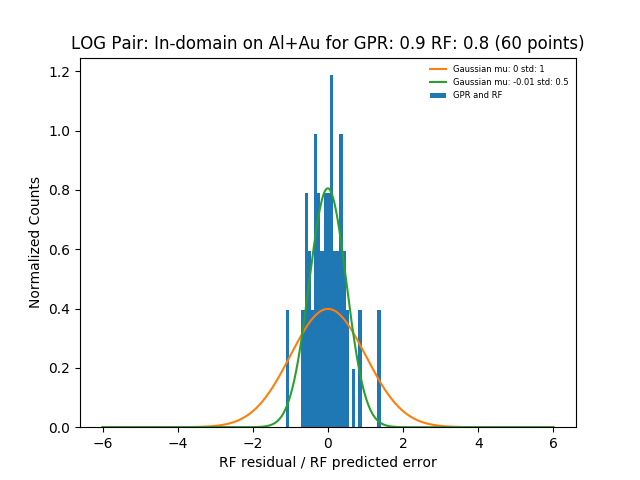 LOG Pair: In-domain on Al+Au for GPR: 0.9 RF: 0.8 (60 points)
Gaussian mu: 0 std: 1
Gaussian mu: -0.01 std: 0.5
GPR and RF
Normalized Counts
1.2
1.0
0.8
0.6
0.4
0.2
0.0
−6 −4 −2 0 2 4 6
RF residual / RF predicted error